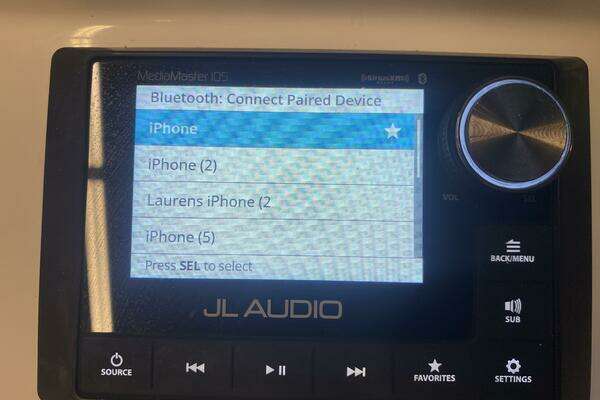 MediaMaster 105
((SiriusXM))
Bluetooth: Connect Paired Device
iPhone
iPhone (2)
Laurens iPhone (2
iPhone (5)
Press SEL to select
VOL
SEL
BACK/MENU
SUB
JL AUDIO
SOURCE
FAVORITES
SETTINGS